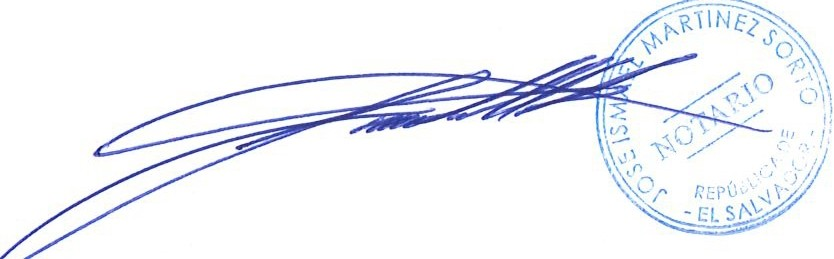 JOSE ISMAEL MARTINEZ SORTO
NOTARIO
REPÚBLICA DE
- EL SALVADOR -